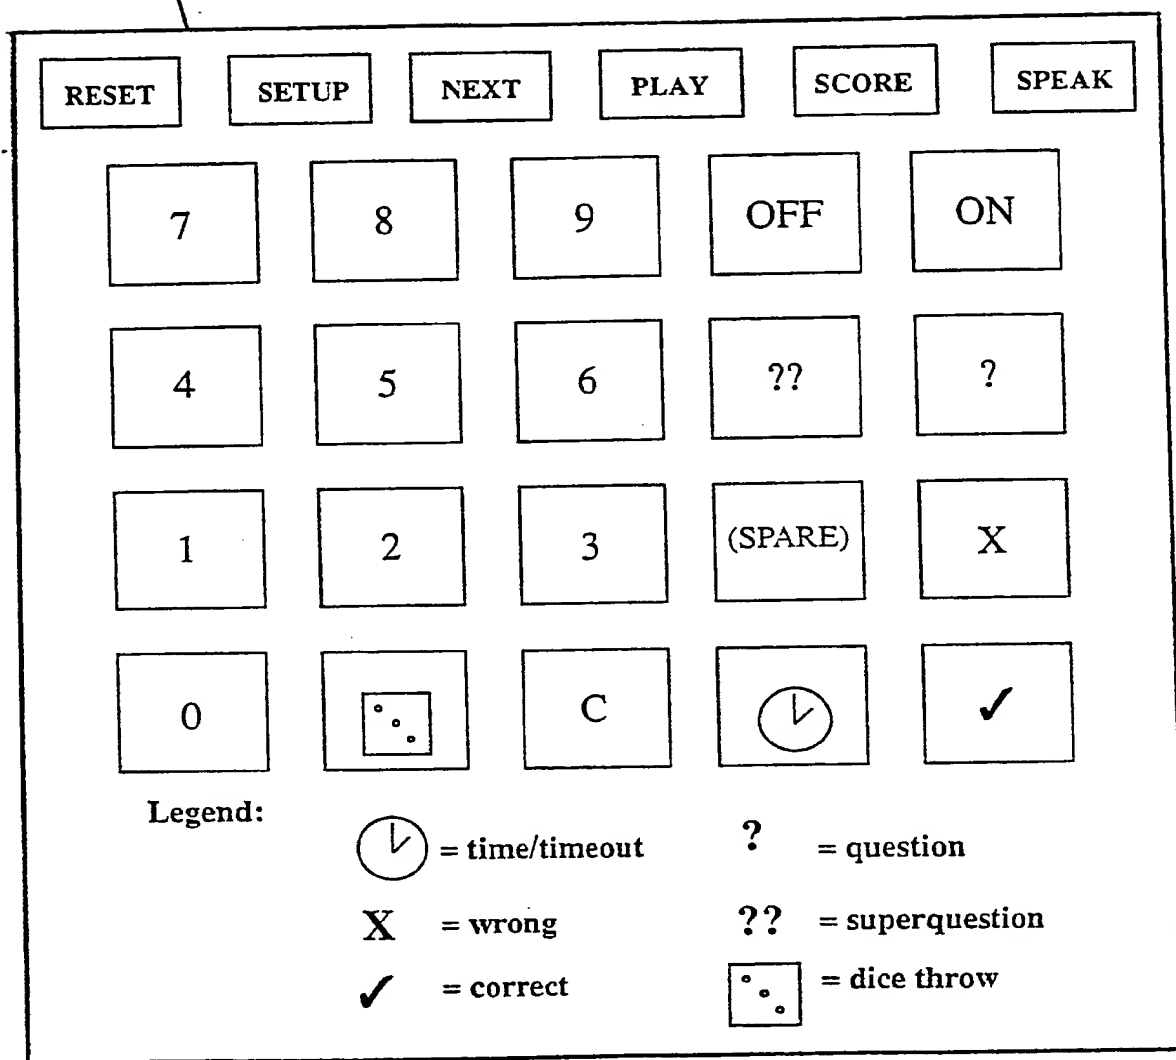 RESET SETUP NEXT PLAY SCORE SPEAK
7 8 9 OFF ON
4 5 6 ?? ?
1 2 3 (SPARE) X
0 C ✓
Legend:
= time/timeout ? = question
X = wrong ?? = superquestion
✓ = correct = dice throw